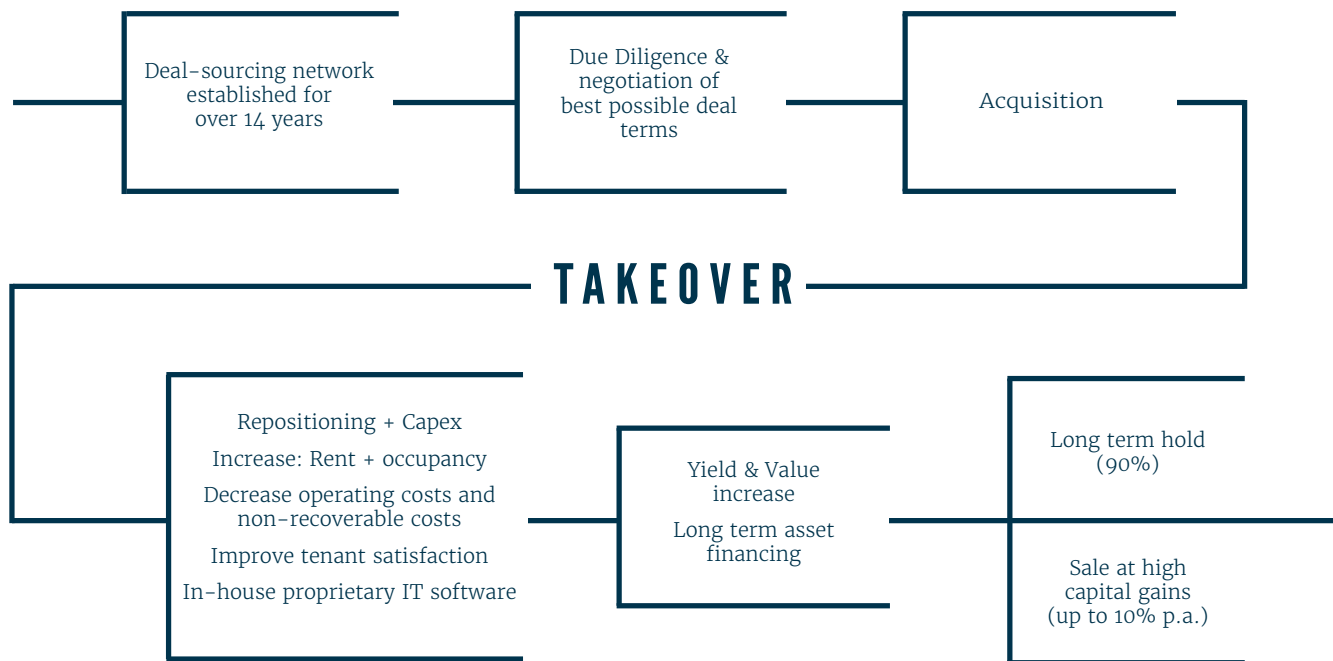 Deal-sourcing network
established for
over 14 years
Due Diligence &
negotiation of
best possible deal
terms
Acquisition
TAKEOVER
Repositioning + Capex
Increase: Rent + occupancy
Decrease operating costs and
non-recoverable costs
Improve tenant satisfaction
In-house proprietary IT software
Yield & Value
increase
Long term asset
financing
Long term hold
(90%)
Sale at high
capital gains
(up to 10% p.a.)